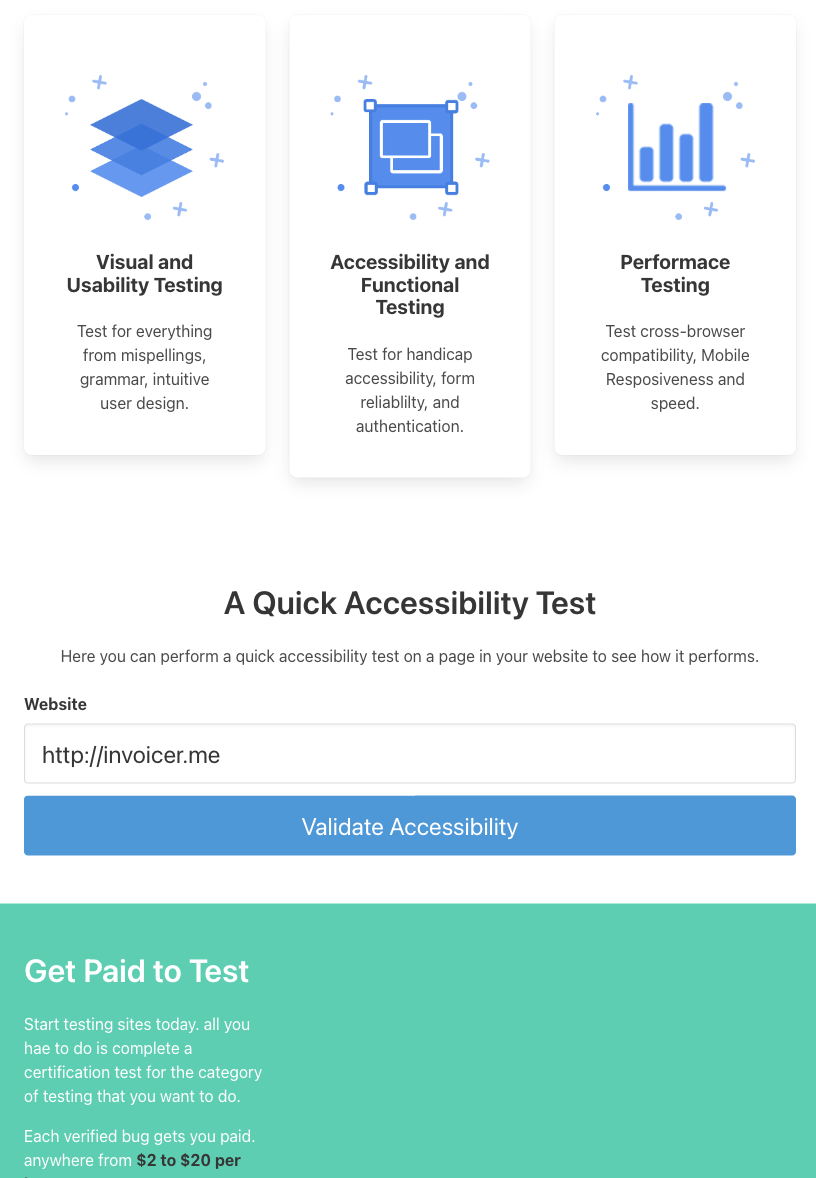 Visual and
Usability Testing
Test for everything
from mispellings,
grammar, intuitive
user design.
Accessibility and
Functional
Testing
Test for handicap
accessibility, form
reliablilty, and
authentication.
Performace
Testing
Test cross-browser
compatibility, Mobile
Resposiveness and
speed.
A Quick Accessibility Test
Here you can perform a quick accessibility test on a page in your website to see how it performs.
Website
http://invoicer.me
Validate Accessibility
Get Paid to Test
Start testing sites today. all you
hae to do is complete a
certification test for the category
of testing that you want to do.
Each verified bug gets you paid.
anywhere from $2 to $20 per